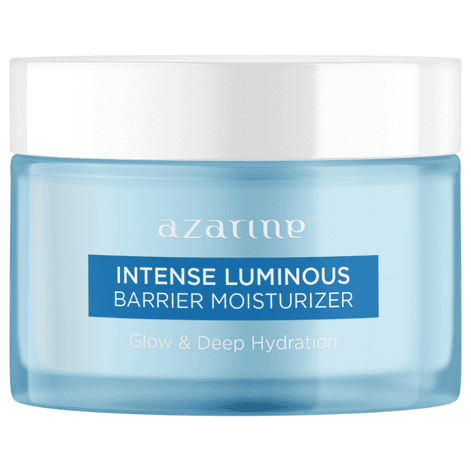 azarine®
INTENSE LUMINOUS
BARRIER MOISTURIZER
Glow & Deep Hydration